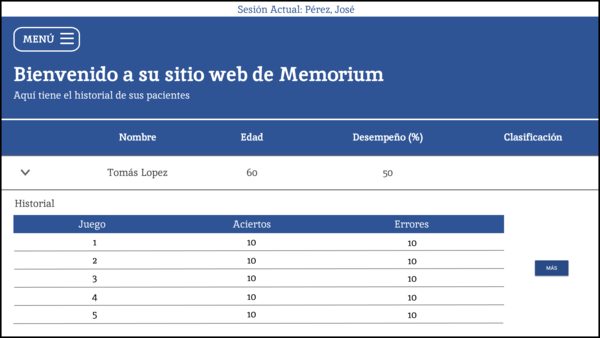 Sesión Actual: Pérez, José
MENÚ
Bienvenido a su sitio web de Memorium
Aquí tiene el historial de sus pacientes
Nombre Edad Desempeño (%) Clasificación
Tomás Lopez 60 50
Historial
Juego Aciertos Errores
1 10 10
2 10 10
3 10 10
4 10 10
5 10 10
MÁS